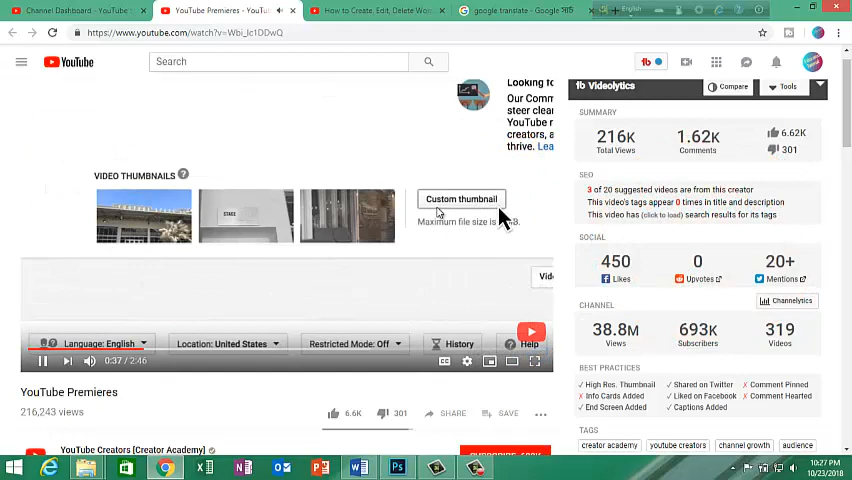 Channel Dashboard - YouTub
YouTube Premieres - YouTu
How to Create, Edit, Delete Wo
google translate - Google
English
https://www.youtube.com/watch?v=Wbi_lc1DDwQ
YouTube
Search
Looking fo
Our Comm
steer clear
YouTube r
creators, a
thrive. Lea
VIDEO THUMBNAILS ?
STAGE
Custom thumbnail
Maximum file size is
Vide
Language: English
Location: United States
Restricted Mode: Off
History
Help
0:37 / 2:46
YouTube Premieres
216,243 views
6.6K
301
SHARE
SAVE
YouTube Creators [Creator Academy]
tb Videolytics
Compare
Tools
SUMMARY
216K
Total Views
1.62K
Comments
6.62K
301
SEO
3 of 20 suggested videos are from this creator
This video's tags appear 0 times in title and description
This video has (click to load) search results for its tags
SOCIAL
450
Likes
0
Upvotes
20+
Mentions
CHANNEL
Channelytics
38.8M
Views
693K
Subscribers
319
Videos
BEST PRACTICES
✓ High Res. Thumbnail
✓ Shared on Twitter
✗ Comment Pinned
✗ Info Cards Added
✓ Liked on Facebook
✗ Comment Hearted
✓ End Screen Added
✓ Captions Added
TAGS
creator academy
youtube creators
channel growth
audience
10:27 PM
10/23/2018